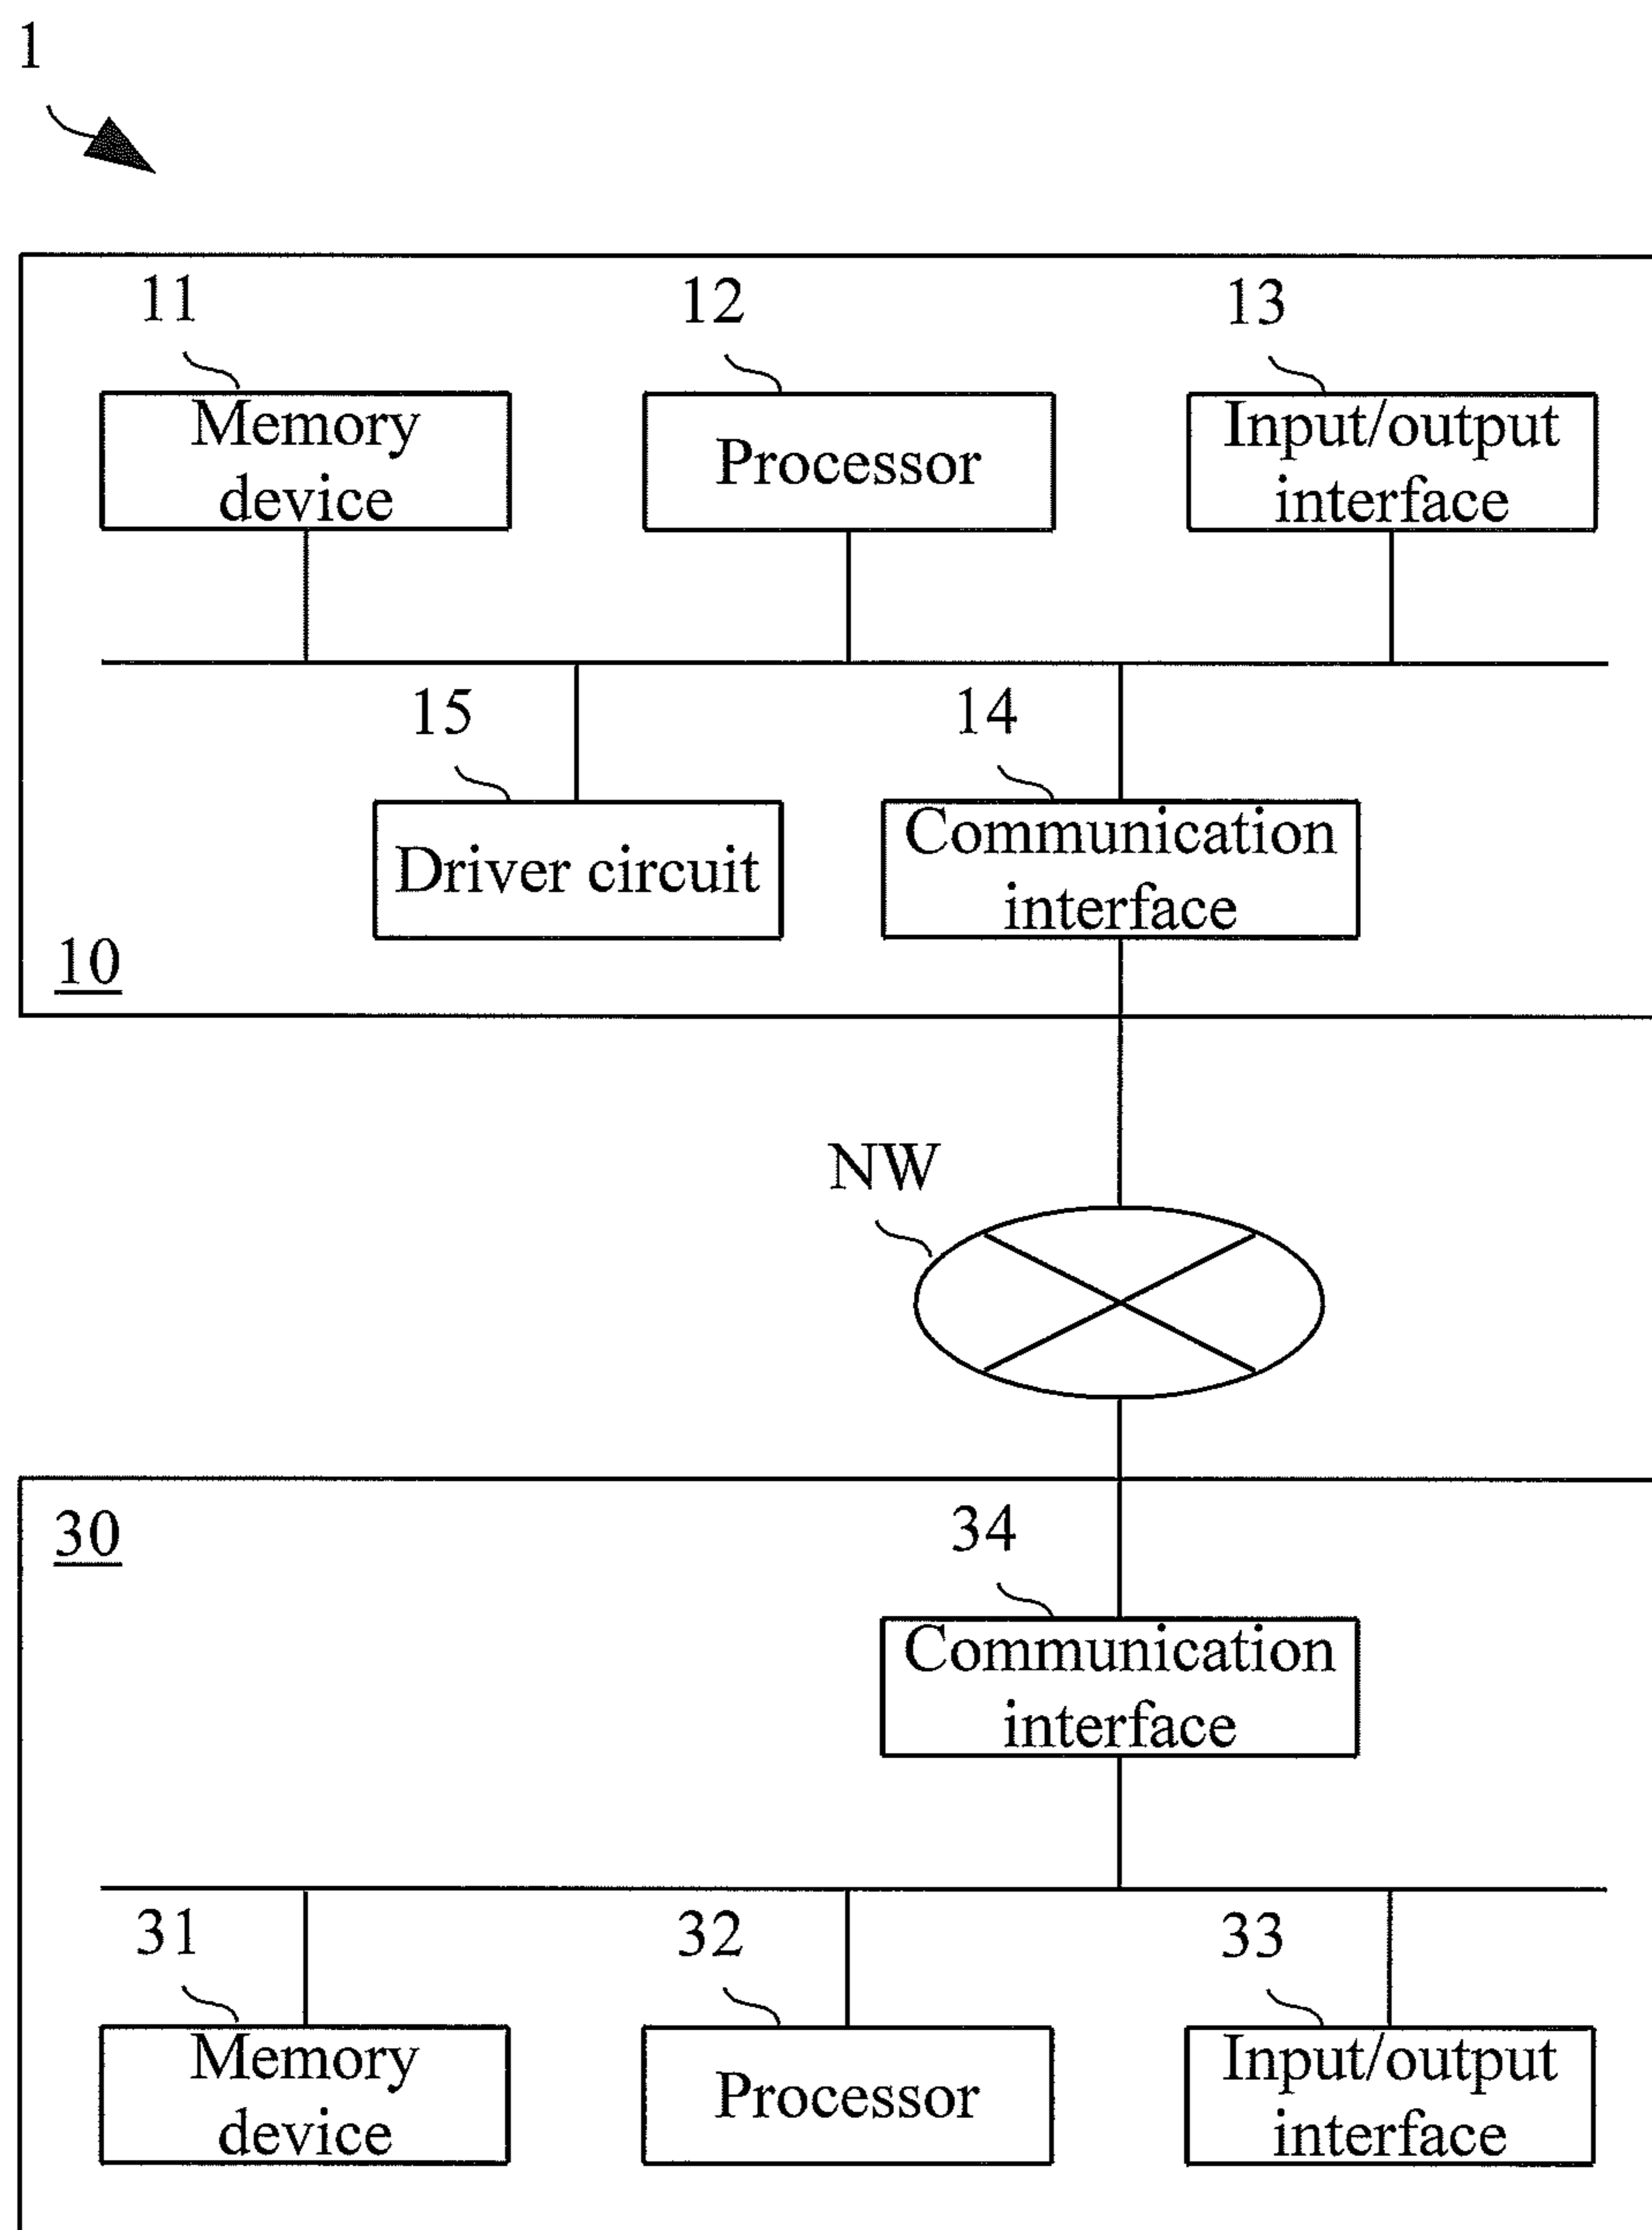 1
11
12
13
Memory
device
Processor
Input/output
interface
15
14
Driver circuit
Communication
interface
10
NW
30
34
Communication
interface
31
32
33
Memory
device
Processor
Input/output
interface